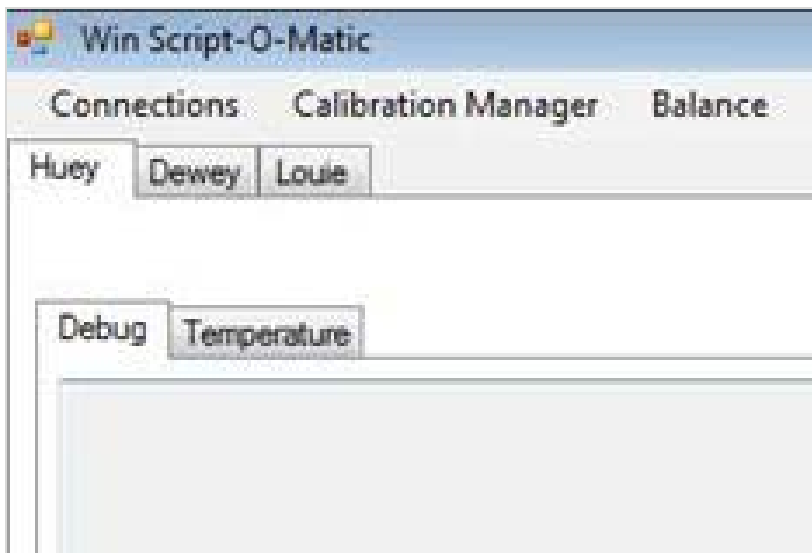 Win Script-O-Matic
Connections Calibration Manager Balance
Huey Dewey Louie
Debug Temperature